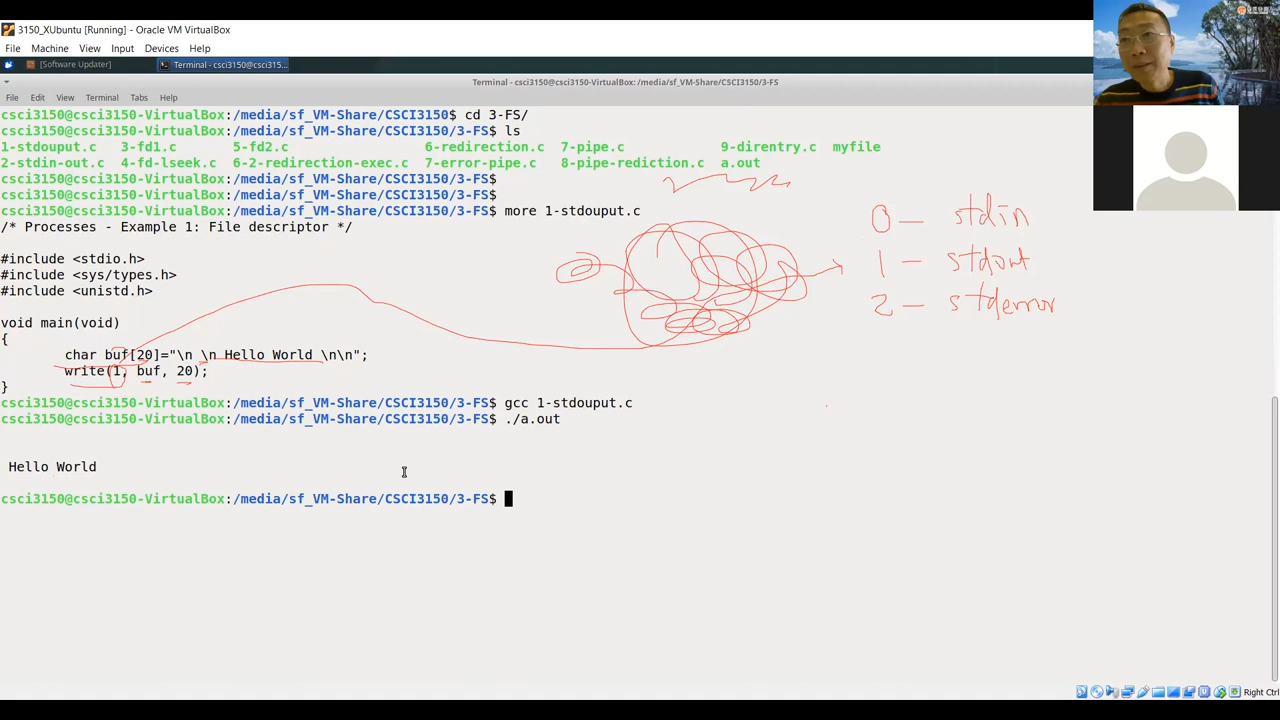 3150_XUbuntu [Running] - Oracle VM VirtualBox
File Machine View Input Devices Help
[Software Updater] Terminal - csci3150@csci315...
Terminal - csci3150@csci3150-VirtualBox: /media/sf_VM-Share/CSCI3150/3-FS
File Edit View Terminal Tabs Help
csci3150@csci3150-VirtualBox:/media/sf_VM-Share/CSCI3150$ cd 3-FS/
csci3150@csci3150-VirtualBox:/media/sf_VM-Share/CSCI3150/3-FS$ ls
1-stdouput.c 3-fd1.c 5-fd2.c 6-redirection.c 7-pipe.c 9-direntry.c myfile
2-stdin-out.c 4-fd-lseek.c 6-2-redirection-exec.c 7-error-pipe.c 8-pipe-rediction.c a.out
csci3150@csci3150-VirtualBox:/media/sf_VM-Share/CSCI3150/3-FS$
csci3150@csci3150-VirtualBox:/media/sf_VM-Share/CSCI3150/3-FS$
csci3150@csci3150-VirtualBox:/media/sf_VM-Share/CSCI3150/3-FS$ more 1-stdouput.c
/* Processes - Example 1: File descriptor */
#include <stdio.h>
#include <sys/types.h>
#include <unistd.h>
void main(void)
{
char buf[20]="\n \n Hello World \n\n";
write(1, buf, 20);
}
csci3150@csci3150-VirtualBox:/media/sf_VM-Share/CSCI3150/3-FS$ gcc 1-stdouput.c
csci3150@csci3150-VirtualBox:/media/sf_VM-Share/CSCI3150/3-FS$ ./a.out
Hello World
csci3150@csci3150-VirtualBox:/media/sf_VM-Share/CSCI3150/3-FS$
0 — stdin
1 — stdout
2 — stderror
Right Ctrl